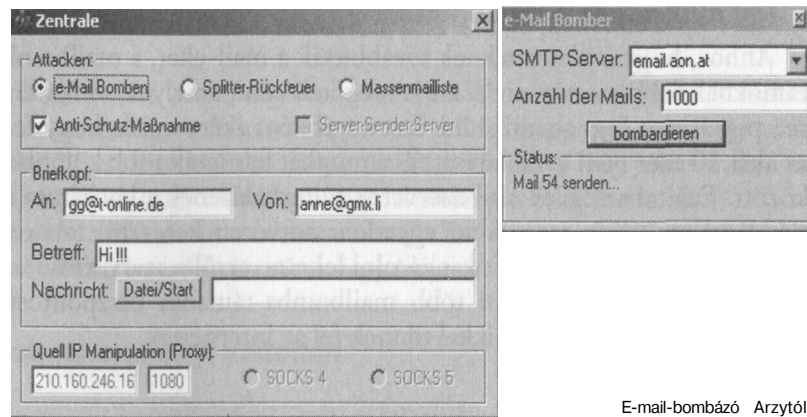 Zentrale
Attacken:
e-Mail Bomben Splitter-Rückfeuer Massenmailliste
Anti-Schutz-Maßnahme Server-Sender-Server
Briefkopf:
An: gg@t-online.de Von: anne@gmx.li
Betreff: Hi !!!
Nachricht: Datei/Start
Quell IP Manipulation (Proxy):
210.160.246.16 1080 SOCKS 4 SOCKS 5
e-Mail Bomber
SMTP Server: email.aon.at
Anzahl der Mails: 1000
bombardieren
Status:
Mail 54 senden...
E-mail-bombázó Arzytól